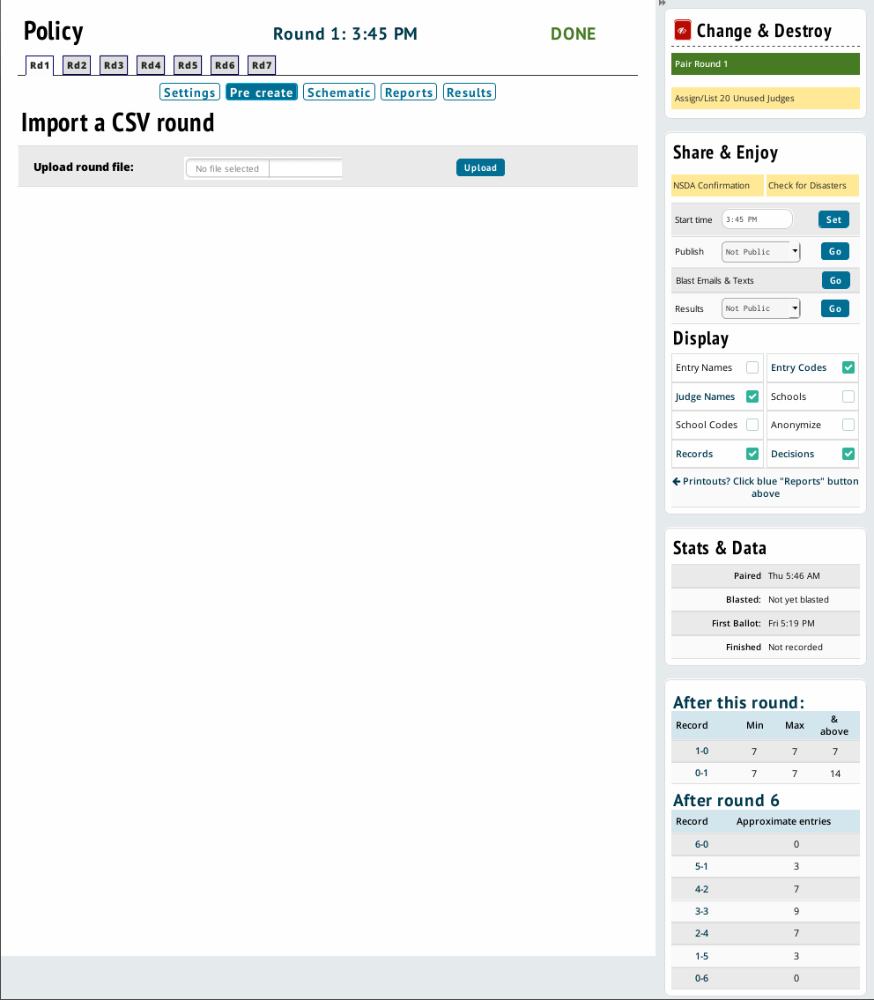 Policy
Round 1: 3:45 PM
DONE
Rd1 Rd2 Rd3 Rd4 Rd5 Rd6 Rd7
Settings Pre create Schematic Reports Results
Import a CSV round
Upload round file: No file selected Upload
Change & Destroy
Pair Round 1
Assign/List 20 Unused Judges
Share & Enjoy
NSDA Confirmation Check for Disasters
Start time 3:45 PM Set
Publish Not Public Go
Blast Emails & Texts Go
Results Not Public Go
Display
Entry Names Entry Codes
Judge Names Schools
School Codes Anonymize
Records Decisions
Printouts? Click blue "Reports" button
above
Stats & Data
Paired Thu 5:46 AM
Blasted: Not yet blasted
First Ballot: Fri 5:19 PM
Finished Not recorded
After this round:
Record Min Max & above
1-0 7 7 7
0-1 7 7 14
After round 6
Record Approximate entries
6-0 0
5-1 3
4-2 7
3-3 9
2-4 7
1-5 3
0-6 0